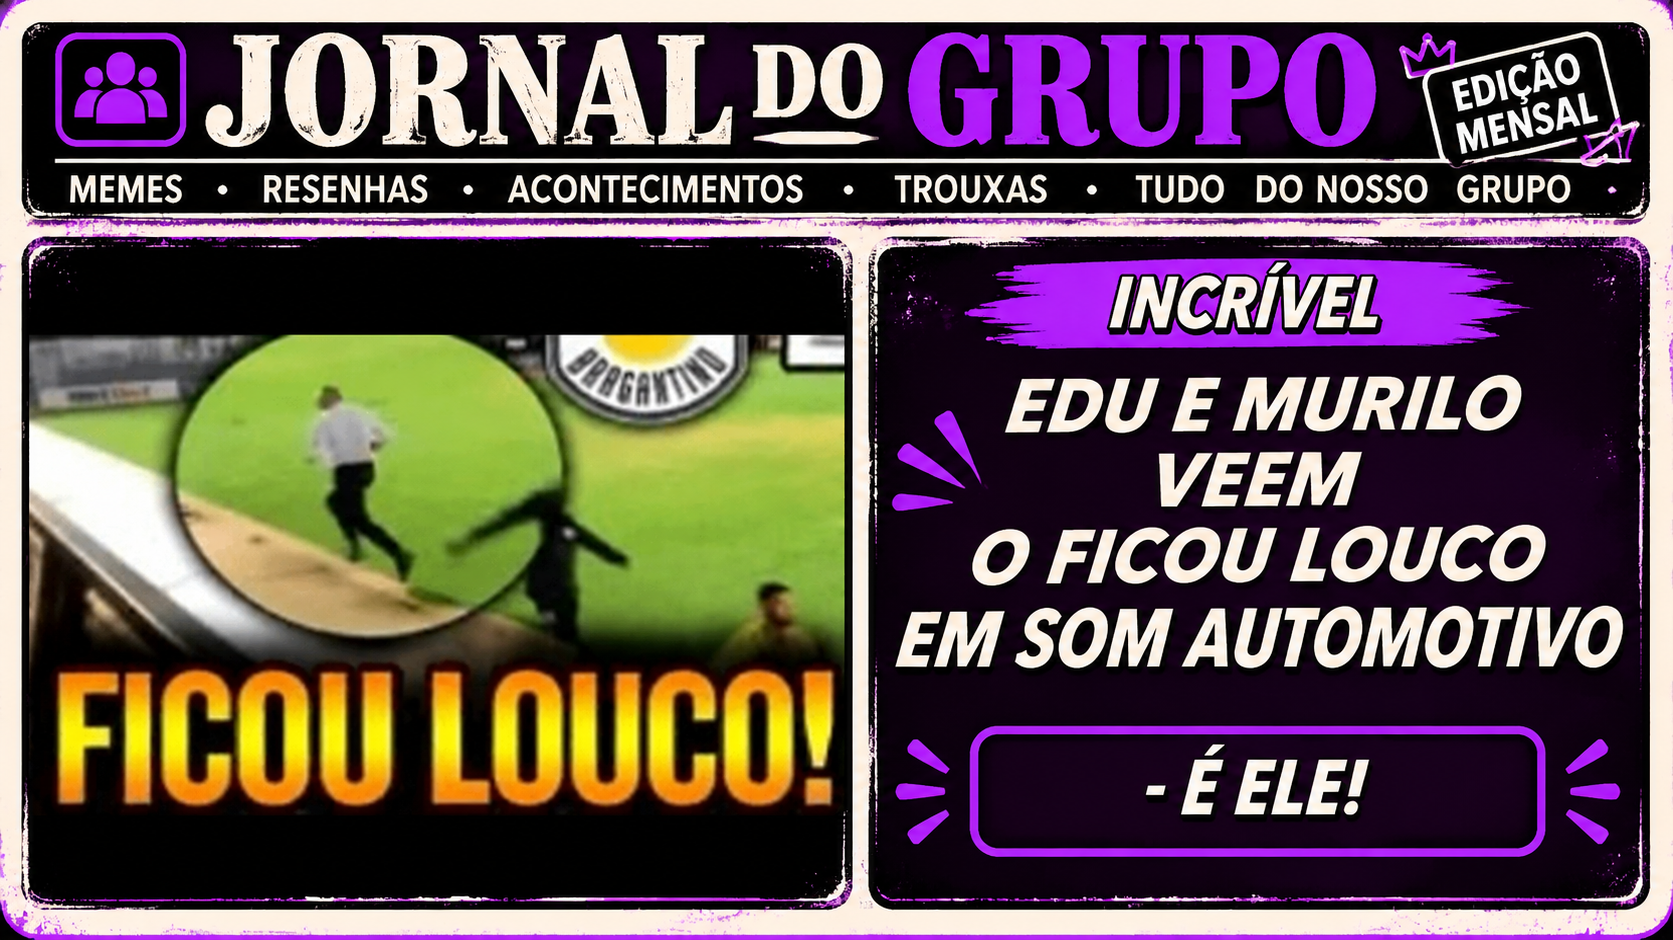 JORNAL DO GRUPO
EDIÇÃO
MENSAL
MEMES • RESENHAS • ACONTECIMENTOS • TROUXAS • TUDO DO NOSSO GRUPO •
BRAGANTINO
FICOU LOUCO!
INCRÍVEL
EDU E MURILO
VEEM
O FICOU LOUCO
EM SOM AUTOMOTIVO
- É ELE!